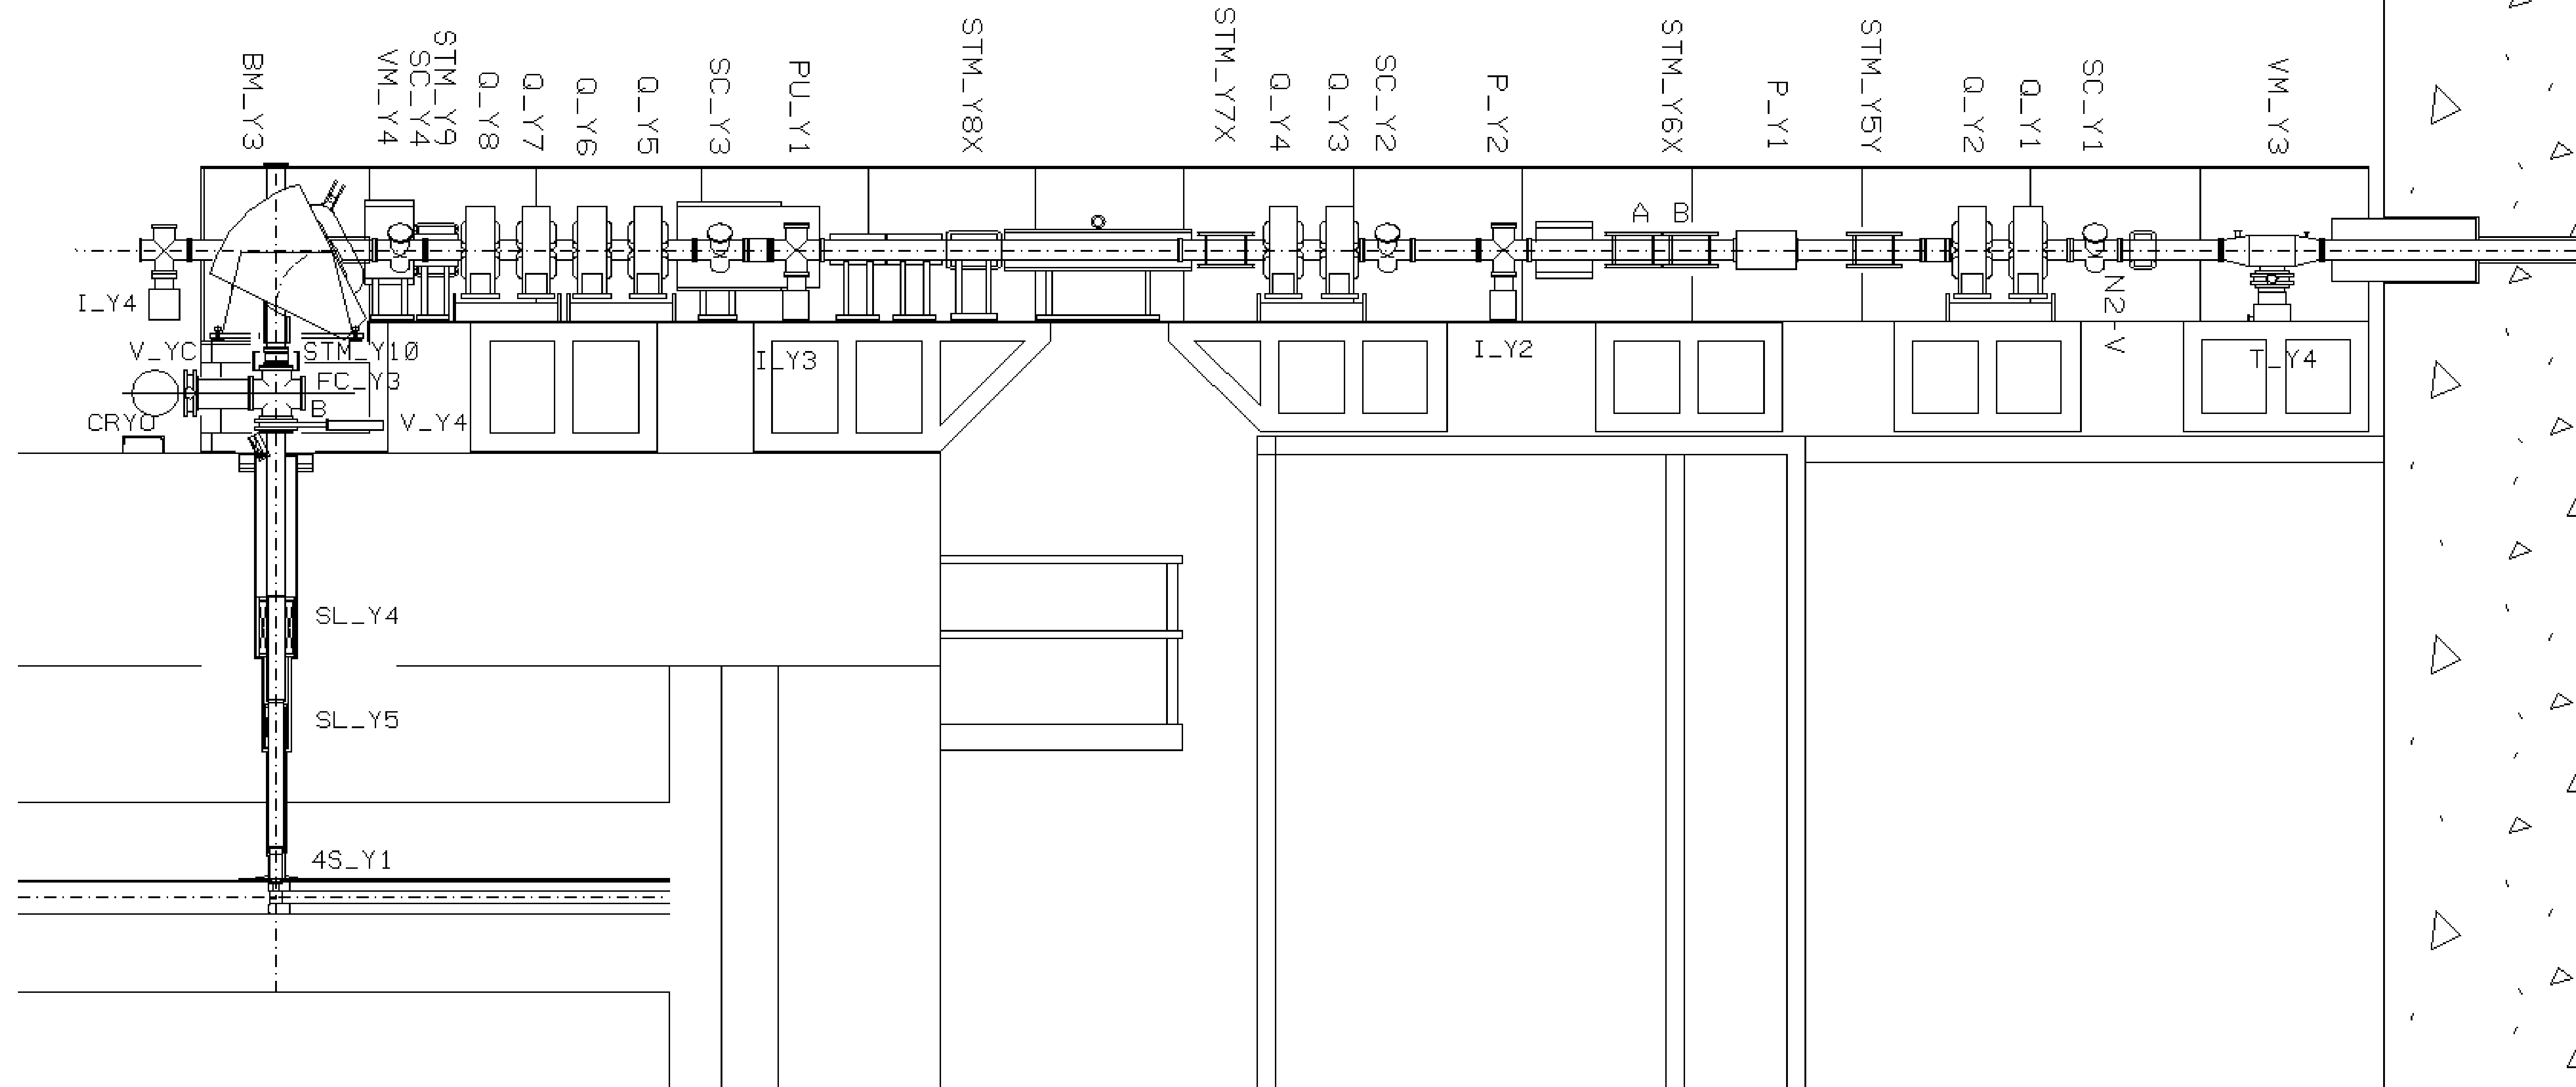 BM_Y3
VM_Y4
SC_Y4
STM_Y9
Q_Y8
Q_Y7
Q_Y6
Q_Y5
SC_Y3
PU_Y1
STM_Y8X
STM_Y7X
Q_Y4
Q_Y3
SC_Y2
P_Y2
STM_Y6X
P_Y1
STM_Y5Y
Q_Y2
Q_Y1
SC_Y1
VM_Y3
A B
I_Y4
N2-V
V_YC
STM_Y10
I_Y3
I_Y2
T_Y4
FC_Y3
B
CRYO
V_Y4
SL_Y4
SL_Y5
4S_Y1